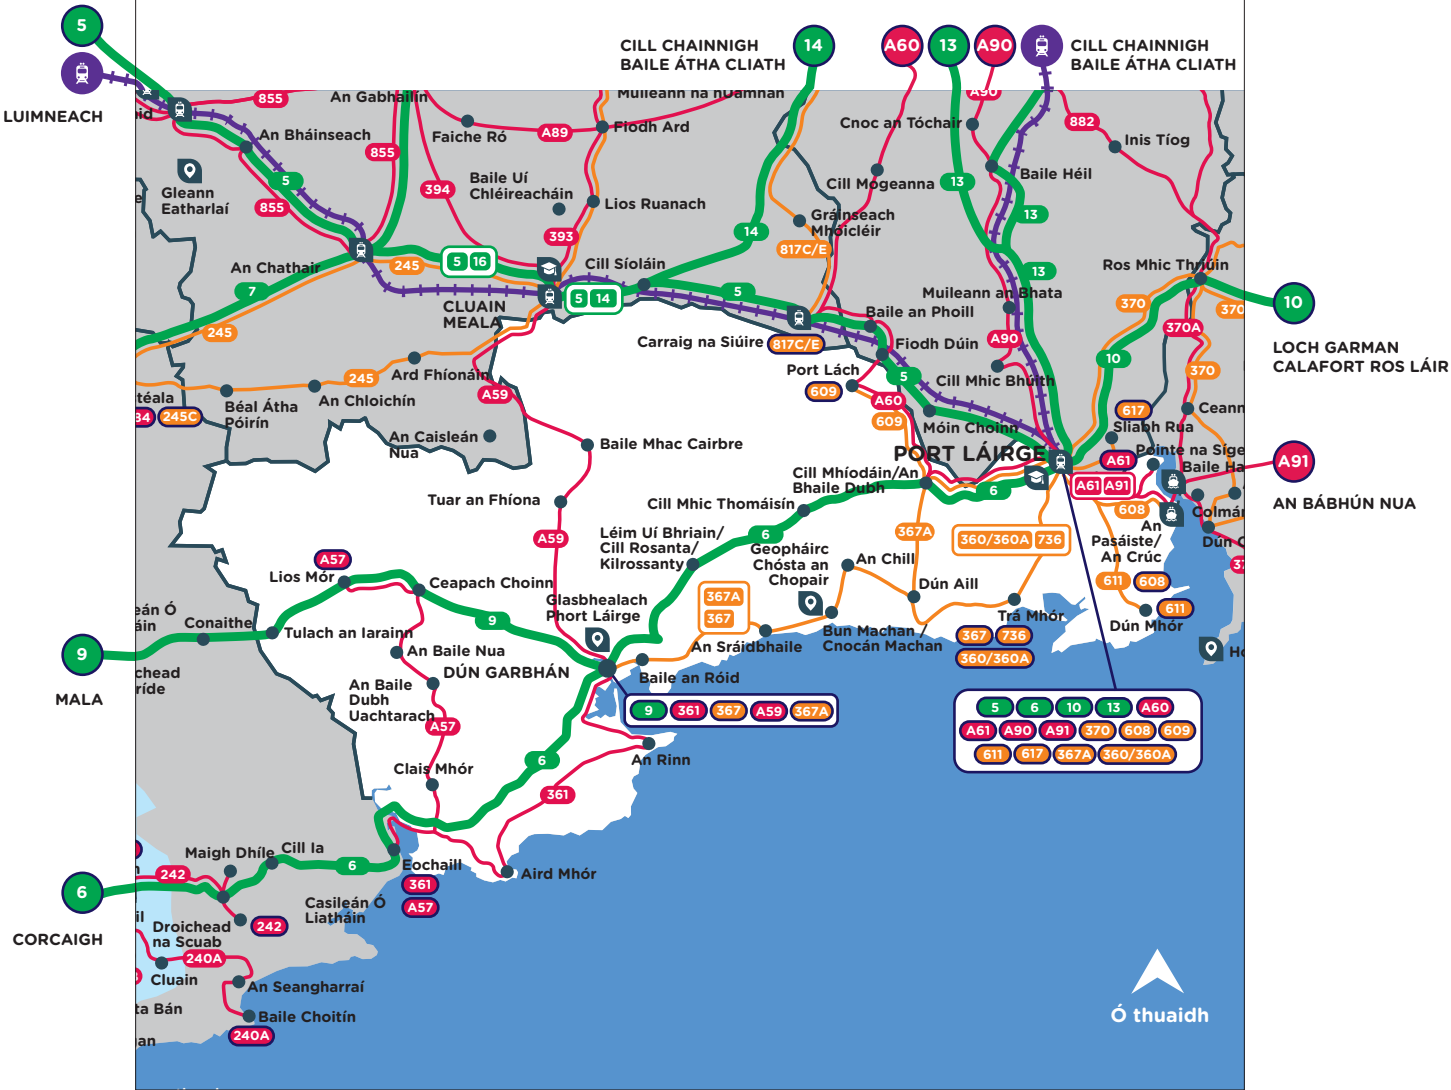 5
LUIMNEACH
CILL CHAINNIGH
BAILE ÁTHA CLIATH
14
A60
13
A90
CILL CHAINNIGH
BAILE ÁTHA CLIATH
An Gabhailín
855
Faiche Ró
A89
Fiodh Ard
Muileann na nUamhan
Cnoc an Tóchair
A90
882
Inis Tíog
An Bháinseach
855
5
855
Gleann
Eatharlaí
394
Baile Uí
Chléireacháin
Lios Ruanach
393
Cill Mogeanna
13
Baile Héil
13
Gráinseach
Mhoicléir
817C/E
14
13
An Chathair
245
5 16
Cill Síoláin
5 14
5
CLUAIN
MEALA
7
245
Ros Mhic Thriúin
Muileann an Bhata
370
370
10
LOCH GARMAN
CALAFORT ROS LÁIR
370A
A90
10
370
Baile an Phoill
Carraig na Siúire
817C/E
Fiodh Dúin
Port Lách
609
5
Cill Mhic Bhúith
A60
609
Móin Choinn
245
Ard Fhíonáin
An Chloichín
Béal Átha
Póirín
245C
A59
An Caisleán
Nua
Baile Mhac Cairbre
Tuar an Fhíona
A59
617
Sliabh Rua
A61
Pointe na Síge
Baile Ha
A91
AN BÁBHÚN NUA
PORT LÁIRGE
A61 A91
608
Cill Mhíodáin/An
Bhaile Dubh
6
Cill Mhic Thomáisín
6
Léim Uí Bhriain/
Cill Rosanta/
Kilrossanty
Geopháirc
Chósta an
Chopair
An Chill
367A
360/360A 736
An
Pasáiste/
An Crúc
Dún Aill
611
608
Trá Mhór
611
Dún Mhór
367 736
360/360A
367A
367
Bun Machan /
Cnocán Machan
An Sráidbhaile
Baile an Róid
A57
Lios Mór
Ceapach Choinn
9
Glasbhealach
Phort Láirge
Conaithe
Tulach an Iarainn
9
MALA
An Baile Nua
DÚN GARBHÁN
9 361 367 A59 367A
An Baile
Dubh
Uachtarach
A57
Clais Mhór
6
An Rinn
361
5 6 10 13 A60
A61 A90 A91 370 608 609
611 617 367A 360/360A
Aird Mhór
Eochaill
361
A57
Maigh Dhíle
Cill Ia
6
242
6
CORCAIGH
Casileán Ó
Liatháin
242
Droichead
na Scuab
240A
Cluain
An Seangharraí
Baile Choitín
240A
Ó thuaidh